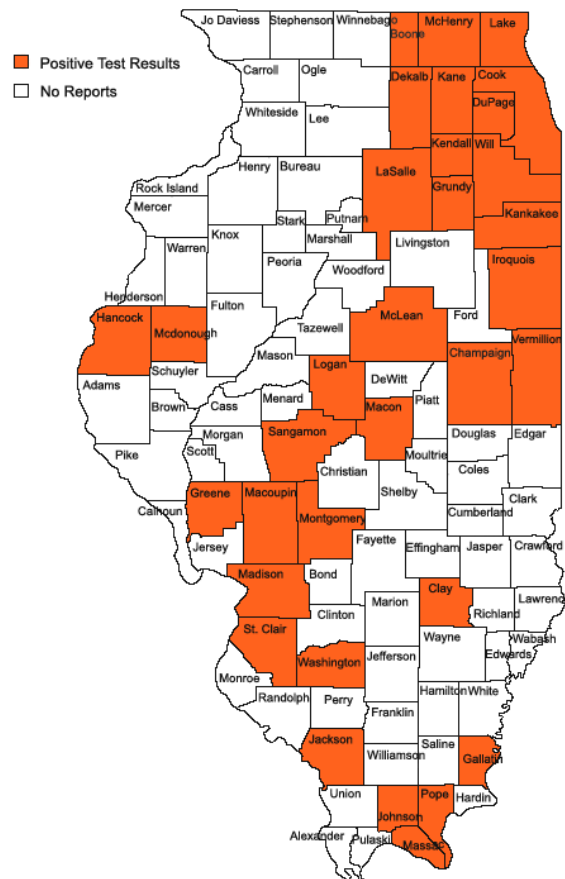 Jo Daviess Stephenson Winnebago
Boone McHenry Lake
Positive Test Results
No Reports
Carroll Ogle Dekalb Kane Cook
DuPage
Whiteside Lee
Kendall Will
Henry Bureau LaSalle
Rock Island Grundy
Mercer Stark Putnam Kankakee
Knox Marshall Livingston
Warren Peoria Iroquois
Woodford
Henderson Fulton
Hancock Mcdonough McLean Ford
Tazewell Vermillion
Mason Champaign
Schuyler Logan
Adams DeWitt
Brown Cass Menard Macon Piatt
Morgan Sangamon Douglas Edgar
Pike Scott Christian Moultrie
Coles
Greene Macoupin Shelby
Calhoun Clark
Montgomery Cumberland
Jersey Fayette Effingham Jasper Crawford
Madison Bond Clay
Marion Lawrenc
Clinton Richland
St. Clair Wayne Wabash
Washington Jefferson Edwards
Monroe
Randolph Perry Hamilton White
Franklin
Jackson Saline
Williamson Gallatin
Union Pope Hardin
Johnson
Alexander Pulaski Massac